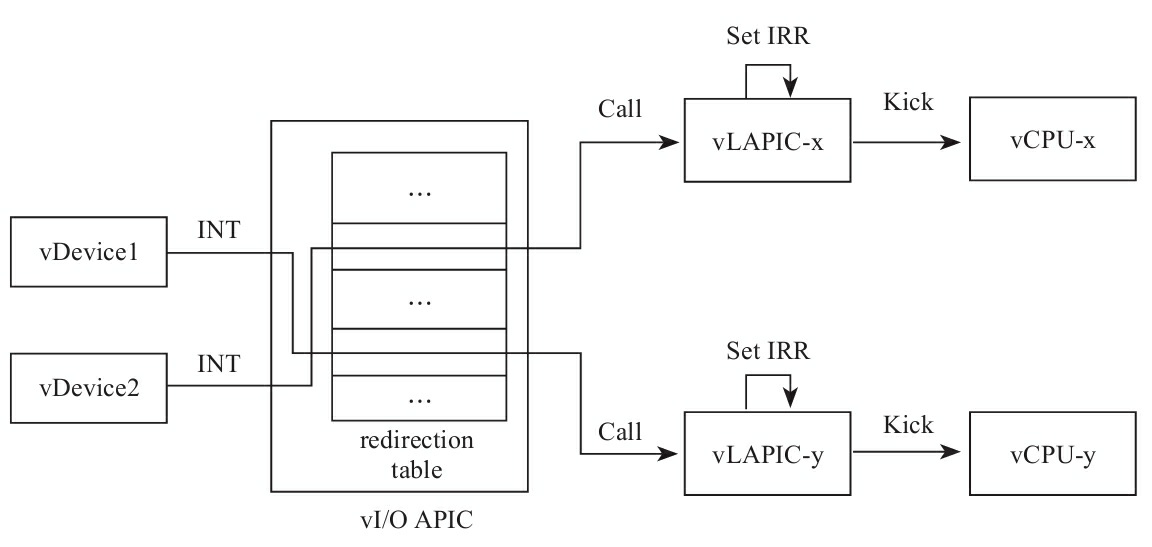 Set IRR
Call
Kick
vLAPIC-x
vCPU-x
...
INT
vDevice1
...
INT
vDevice2
...
redirection
table
vI/O APIC
Set IRR
Call
Kick
vLAPIC-y
vCPU-y